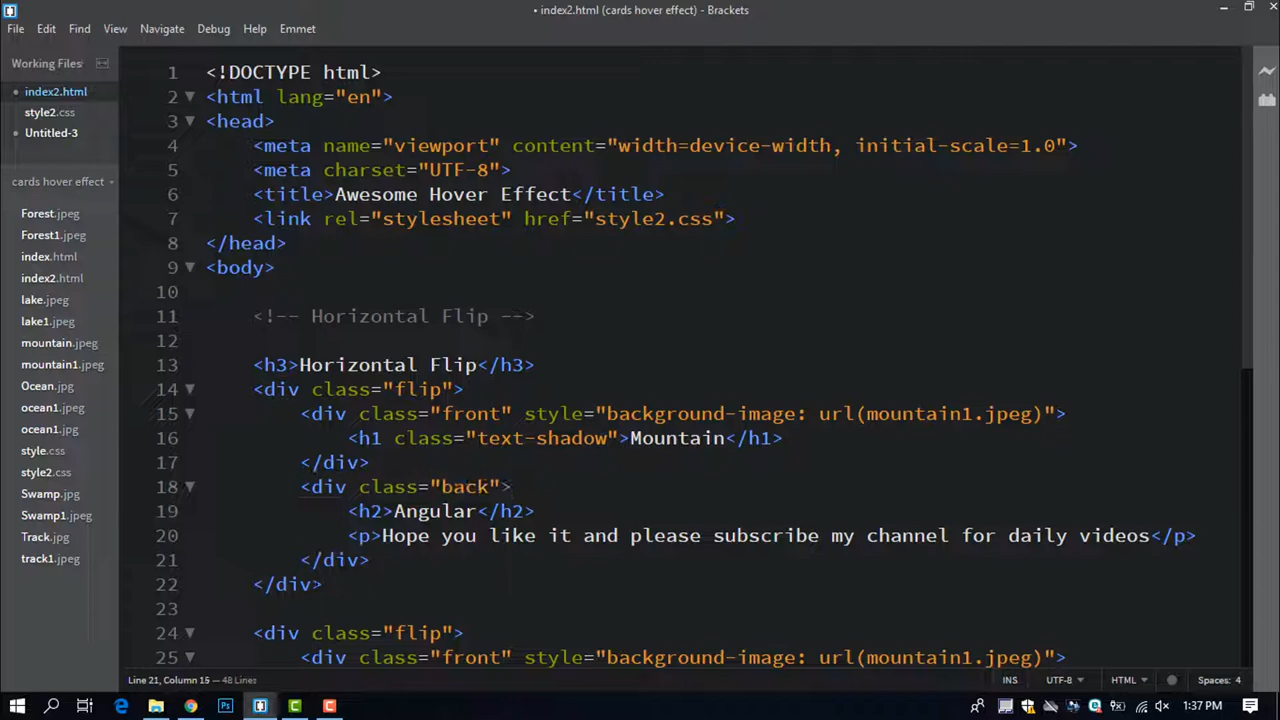 • index2.html (cards hover effect) - Brackets
File Edit Find View Navigate Debug Help Emmet
Working Files
• index2.html
style2.css
• Untitled-3
cards hover effect
Forest.jpeg
Forest1.jpeg
index.html
index2.html
lake.jpeg
lake1.jpeg
mountain.jpeg
mountain1.jpeg
Ocean.jpg
ocean1.jpeg
ocean1.jpg
style.css
style2.css
Swamp.jpg
Swamp1.jpeg
Track.jpg
track1.jpeg
1 <!DOCTYPE html>
2 <html lang="en">
3 <head>
4 <meta name="viewport" content="width=device-width, initial-scale=1.0">
5 <meta charset="UTF-8">
6 <title>Awesome Hover Effect</title>
7 <link rel="stylesheet" href="style2.css">
8 </head>
9 <body>
10
11 <!-- Horizontal Flip -->
12
13 <h3>Horizontal Flip</h3>
14 <div class="flip">
15 <div class="front" style="background-image: url(mountain1.jpeg)">
16 <h1 class="text-shadow">Mountain</h1>
17 </div>
18 <div class="back">
19 <h2>Angular</h2>
20 <p>Hope you like it and please subscribe my channel for daily videos</p>
21 </div>
22 </div>
23
24 <div class="flip">
25 <div class="front" style="background-image: url(mountain1.jpeg)">
Line 21, Column 15 — 48 Lines
INS UTF-8 HTML Spaces: 4
Ps
1:37 PM